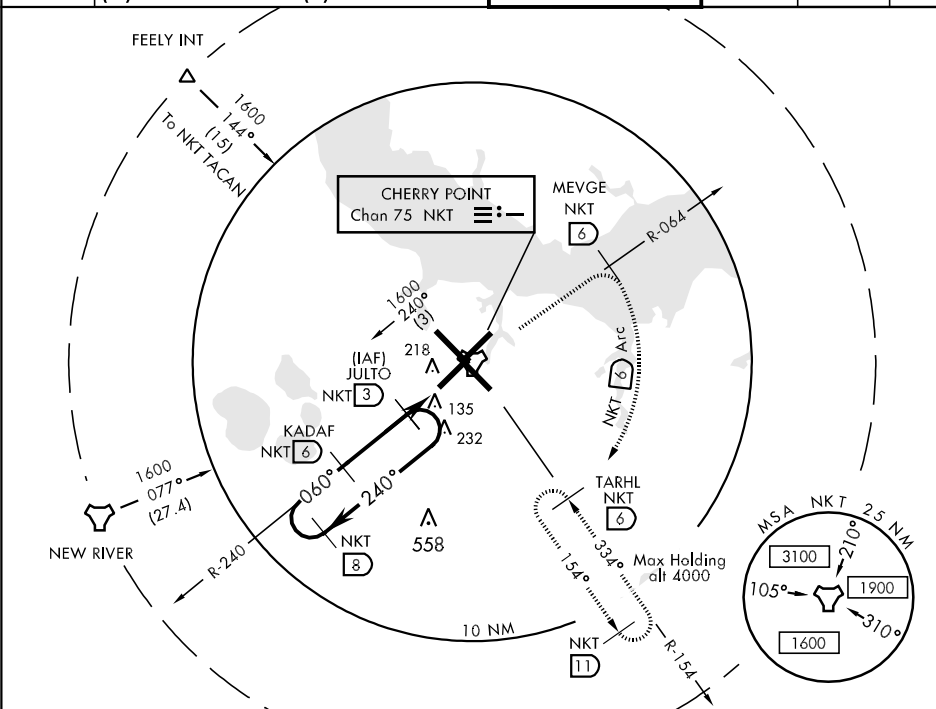 FEELY INT
1600
144°
(15)
To NKT TACAN
CHERRY POINT
Chan 75 NKT
MEVGE
NKT
6
R-064
1600
240°
(3)
218
(IAF)
JULTO
NKT 3
135
232
KADAF
NKT 6
NKT 6 Arc
060°
240°
1600
077°
(27.4)
NEW RIVER
R-240
NKT
8
558
TARHL
NKT
6
334°
154°
Max Holding
alt 4000
10 NM
NKT
11
R-154
MSA NKT 25 NM
3100
210°
105°
1900
310°
1600